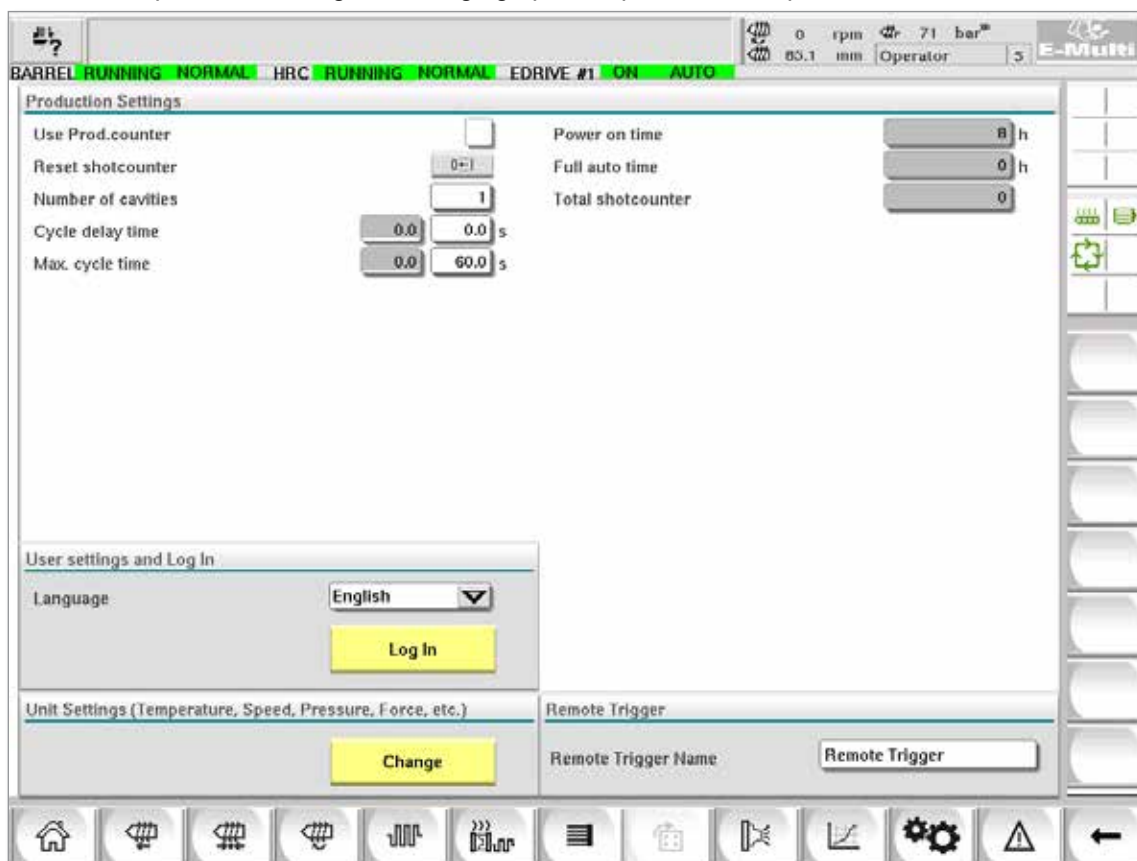 0 rpm 71 bar
85.1 mm Operator 5
E-Multi
BARREL RUNNING NORMAL HRC RUNNING NORMAL EDRIVE #1 ON AUTO
Production Settings
Use Prod.counter
Reset shotcounter
Number of cavities 1
Cycle delay time 0.0 0.0 s
Max. cycle time 0.0 60.0 s
Power on time 8 h
Full auto time 0 h
Total shotcounter 0
User settings and Log In
Language English
Log In
Unit Settings (Temperature, Speed, Pressure, Force, etc.)
Change
Remote Trigger
Remote Trigger Name Remote Trigger